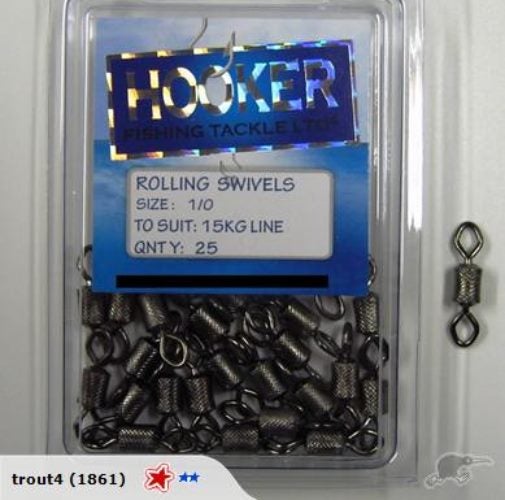 HOOKER
FISHING TACKLE LTD
ROLLING SWIVELS
SIZE: 1/0
TO SUIT: 15KG LINE
QNTY: 25
trout4 (1861)